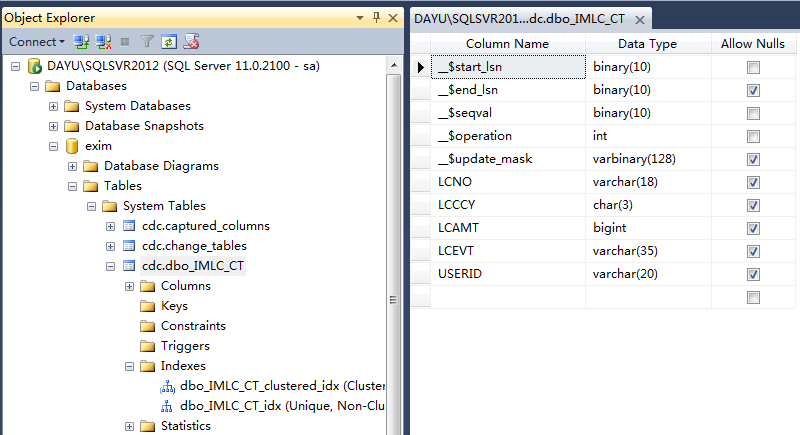 Object Explorer
Connect
DAYU\SQLSVR2012 (SQL Server 11.0.2100 - sa)
Databases
System Databases
Database Snapshots
exim
Database Diagrams
Tables
System Tables
cdc.captured_columns
cdc.change_tables
cdc.dbo_IMLC_CT
Columns
Keys
Constraints
Triggers
Indexes
dbo_IMLC_CT_clustered_idx (Cluster
dbo_IMLC_CT_idx (Unique, Non-Clu
Statistics
DAYU\SQLSVR201...dc.dbo_IMLC_CT
Column Name Data Type Allow Nulls
__$start_lsn binary(10)
__$end_lsn binary(10)
__$seqval binary(10)
__$operation int
__$update_mask varbinary(128)
LCNO varchar(18)
LCCCY char(3)
LCAMT bigint
LCEVT varchar(35)
USERID varchar(20)